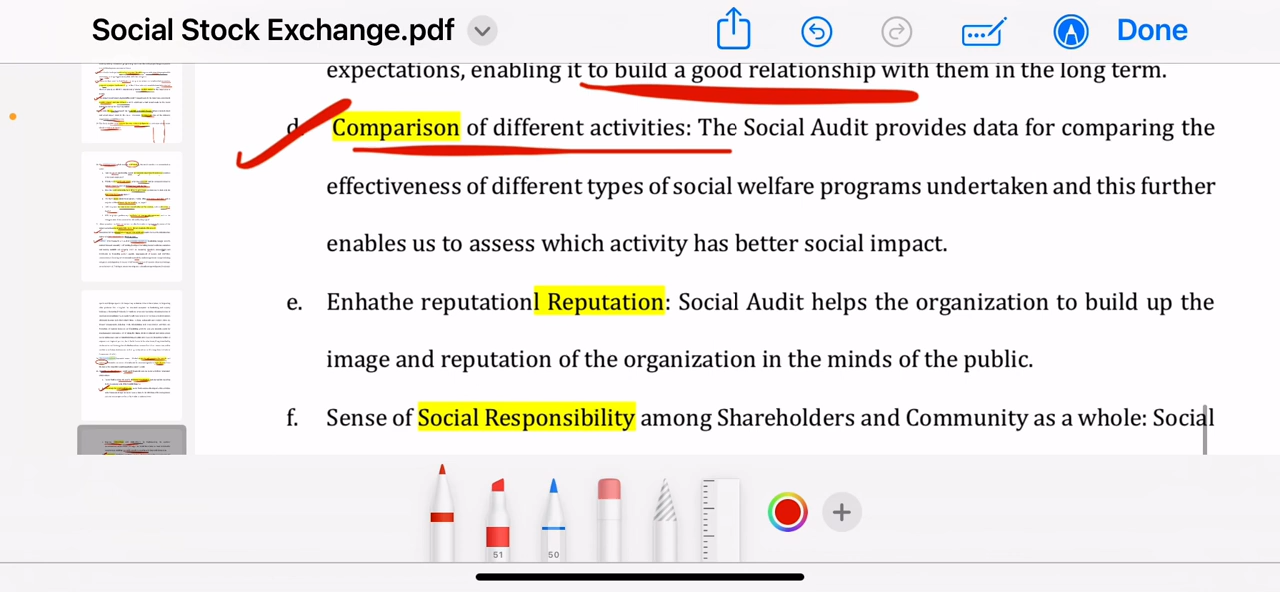 Social Stock Exchange.pdf
Done
expectations, enabling it to build a good relationship with them in the long term.
d. Comparison of different activities: The Social Audit provides data for comparing the
effectiveness of different types of social welfare programs undertaken and this further
enables us to assess which activity has better social impact.
e. Enhathe reputationl Reputation: Social Audit helps the organization to build up the
image and reputation of the organization in the minds of the public.
f. Sense of Social Responsibility among Shareholders and Community as a whole: Social
51
50